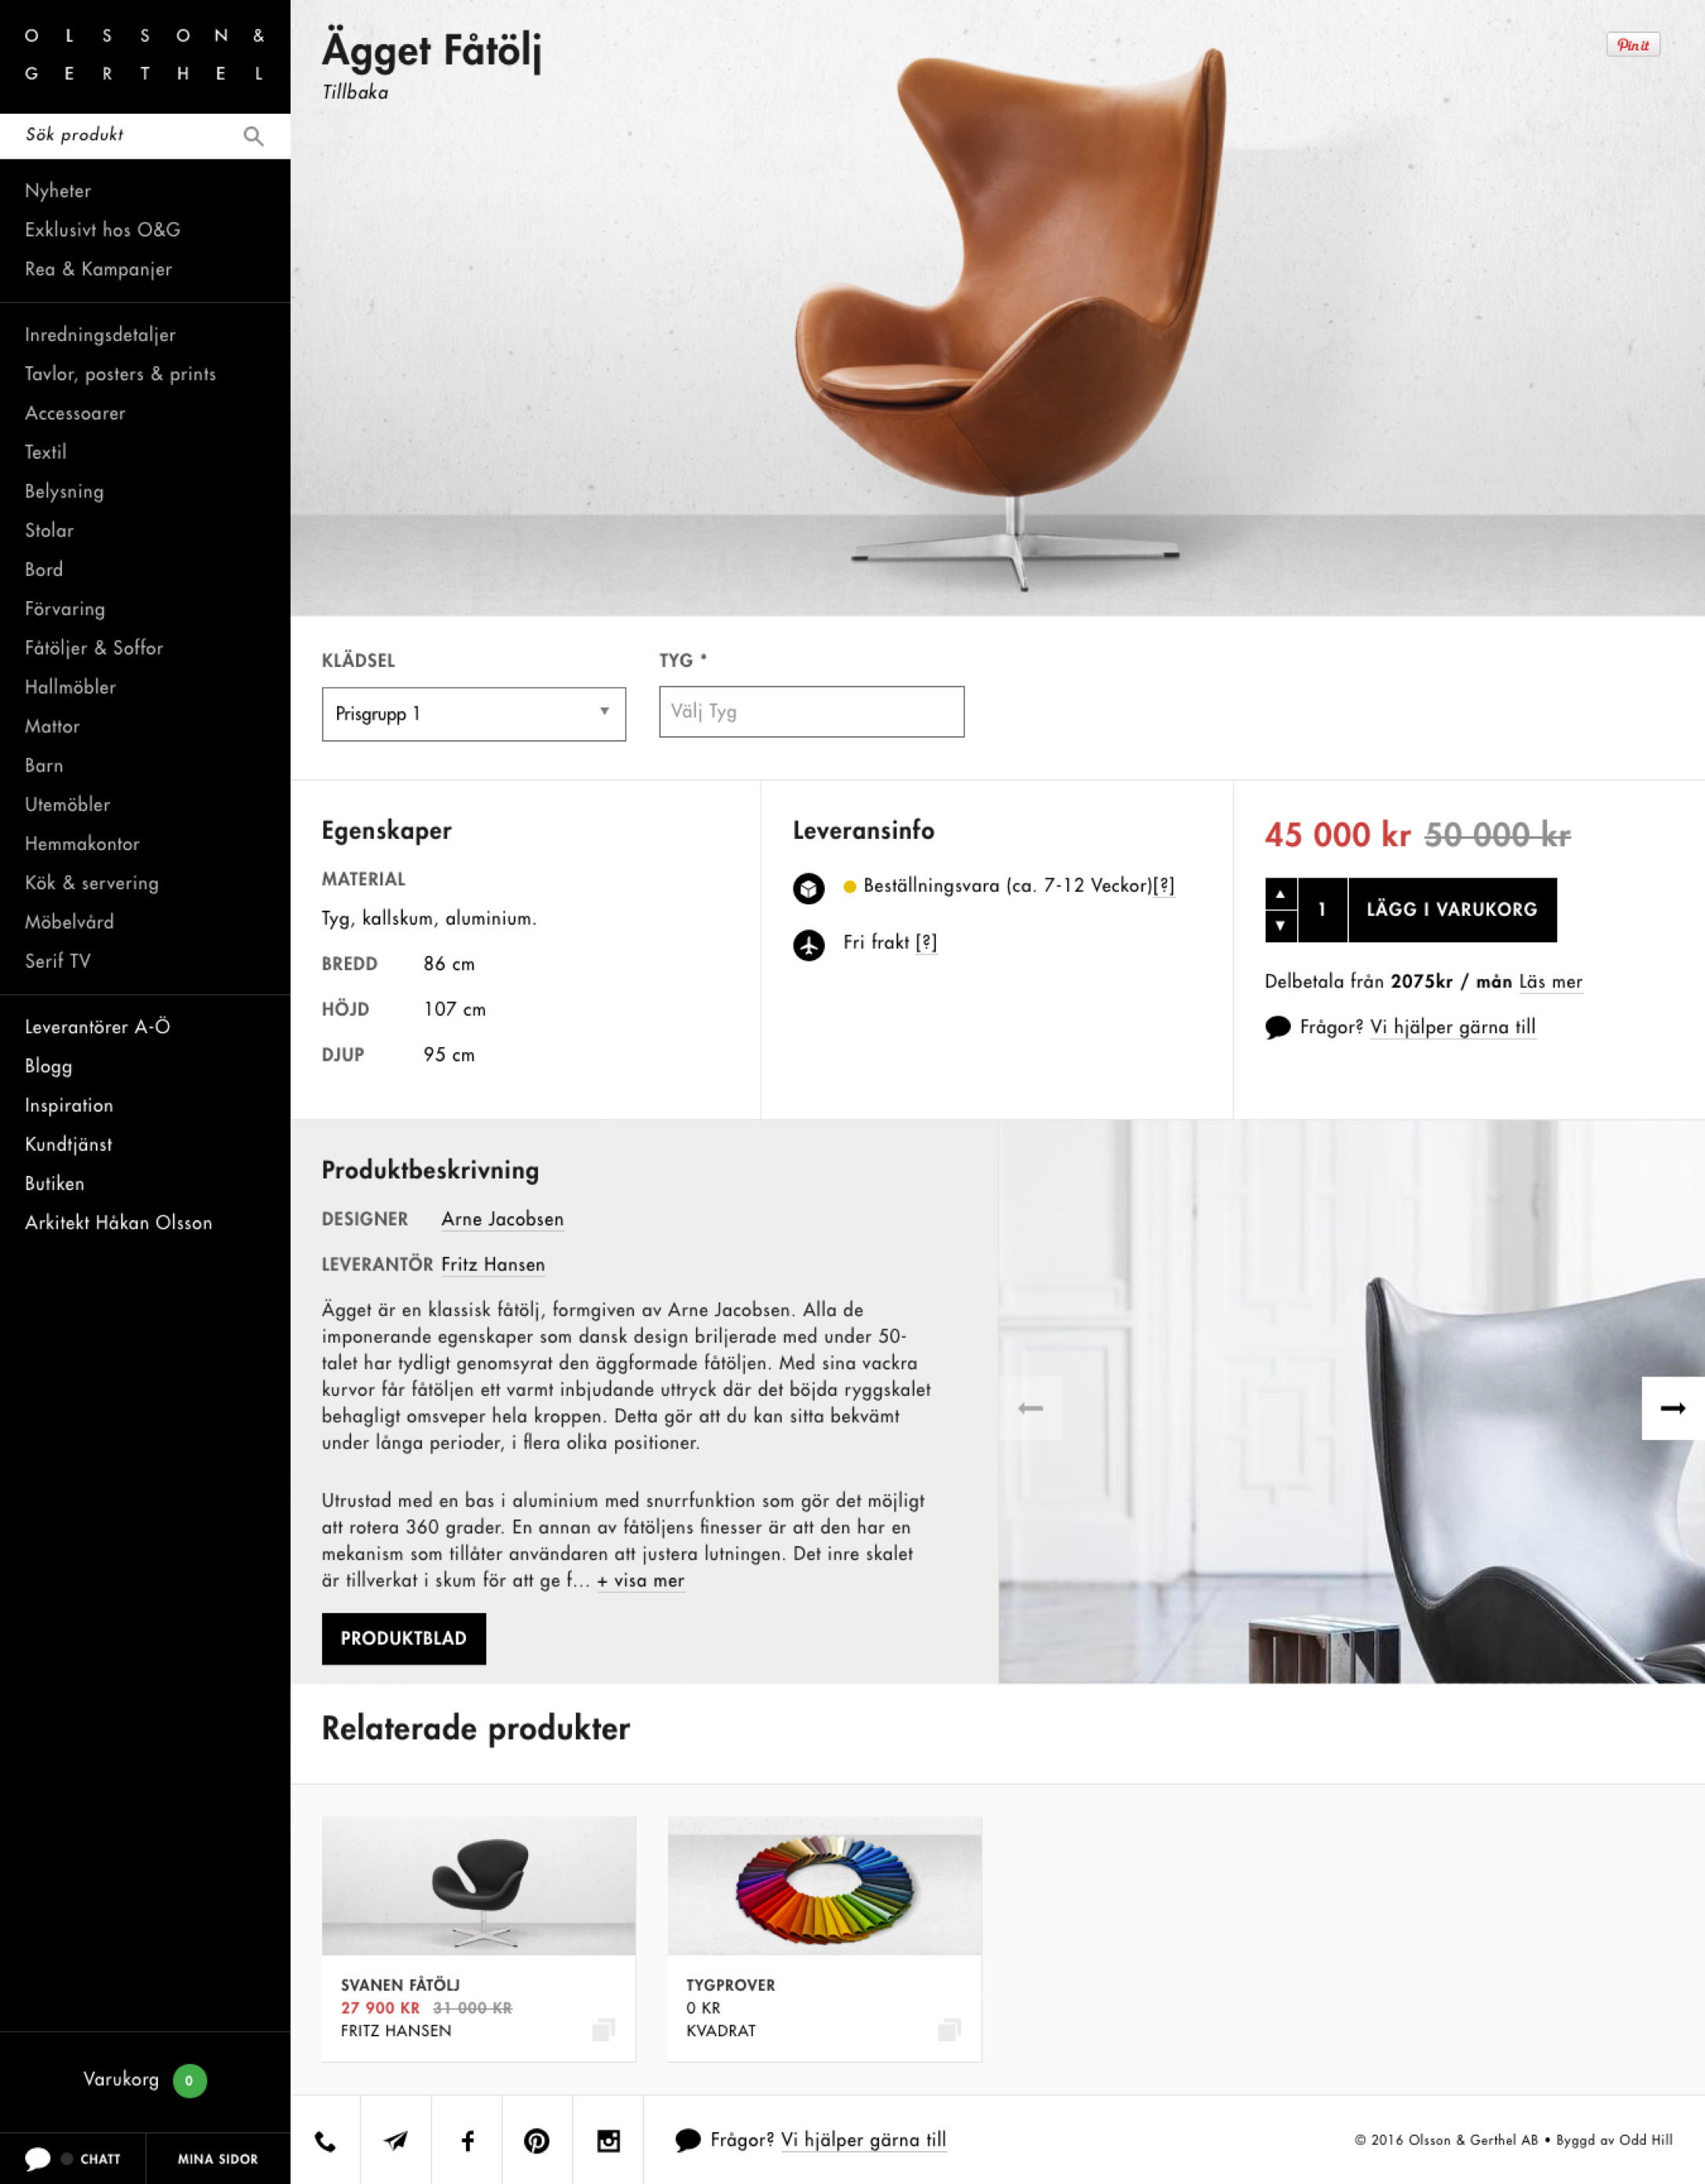 OLSSON &
GERTHEL
Sök produkt
Nyheter
Exklusivt hos O&G
Rea & Kampanjer
Inredningsdetaljer
Tavlor, posters & prints
Accessoarer
Textil
Belysning
Stolar
Bord
Förvaring
Fåtöljer & Soffor
Hallmöbler
Mattor
Barn
Utemöbler
Hemmakontor
Kök & servering
Möbelvård
Serif TV
Leverantörer A-Ö
Blogg
Inspiration
Kundtjänst
Butiken
Arkitekt Håkan Olsson
Varukorg 0
CHATT
MINA SIDOR
Ägget Fåtölj
Tillbaka
Pin it
KLÄDSEL
Prisgrupp 1
TYG *
Välj Tyg
Egenskaper
MATERIAL
Tyg, kallskum, aluminium.
BREDD 86 cm
HÖJD 107 cm
DJUP 95 cm
Leveransinfo
Beställningsvara (ca. 7-12 Veckor)[?]
Fri frakt [?]
45 000 kr 50 000 kr
1 LÄGG I VARUKORG
Delbetala från 2075kr / mån Läs mer
Frågor? Vi hjälper gärna till
Produktbeskrivning
DESIGNER Arne Jacobsen
LEVERANTÖR Fritz Hansen
Ägget är en klassisk fåtölj, formgiven av Arne Jacobsen. Alla de
imponerande egenskaper som dansk design briljerade med under 50-
talet har tydligt genomsyrat den äggformade fåtöljen. Med sina vackra
kurvor får fåtöljen ett varmt inbjudande uttryck där det böjda ryggskalet
behagligt omsveper hela kroppen. Detta gör att du kan sitta bekvämt
under långa perioder, i flera olika positioner.
Utrustad med en bas i aluminium med snurrfunktion som gör det möjligt
att rotera 360 grader. En annan av fåtöljens finesser är att den har en
mekanism som tillåter användaren att justera lutningen. Det inre skalet
är tillverkat i skum för att ge f... + visa mer
PRODUKTBLAD
Relaterade produkter
SVANEN FÅTÖLJ
27 900 KR 31 000 KR
FRITZ HANSEN
TYGPROVER
0 KR
KVADRAT
Frågor? Vi hjälper gärna till
© 2016 Olsson & Gerthel AB • Byggd av Odd Hill